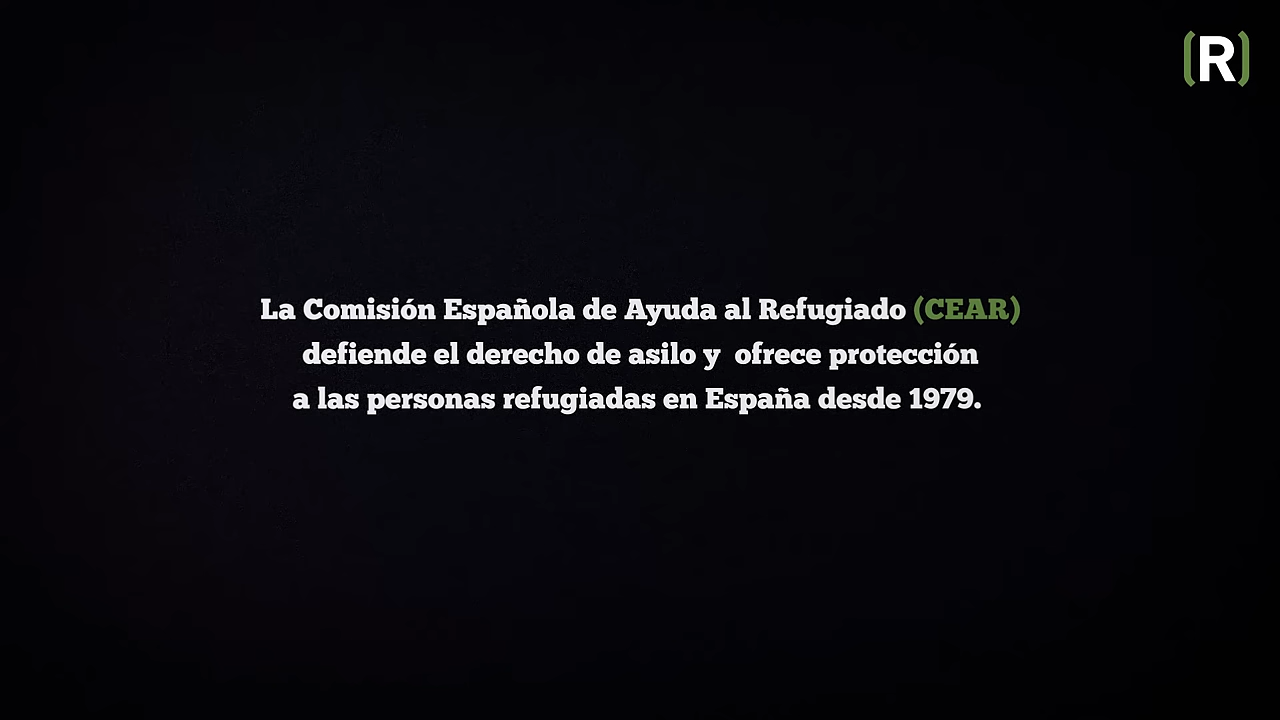 (R)
La Comisión Española de Ayuda al Refugiado (CEAR)
defiende el derecho de asilo y  ofrece protección
a las personas refugiadas en España desde 1979.